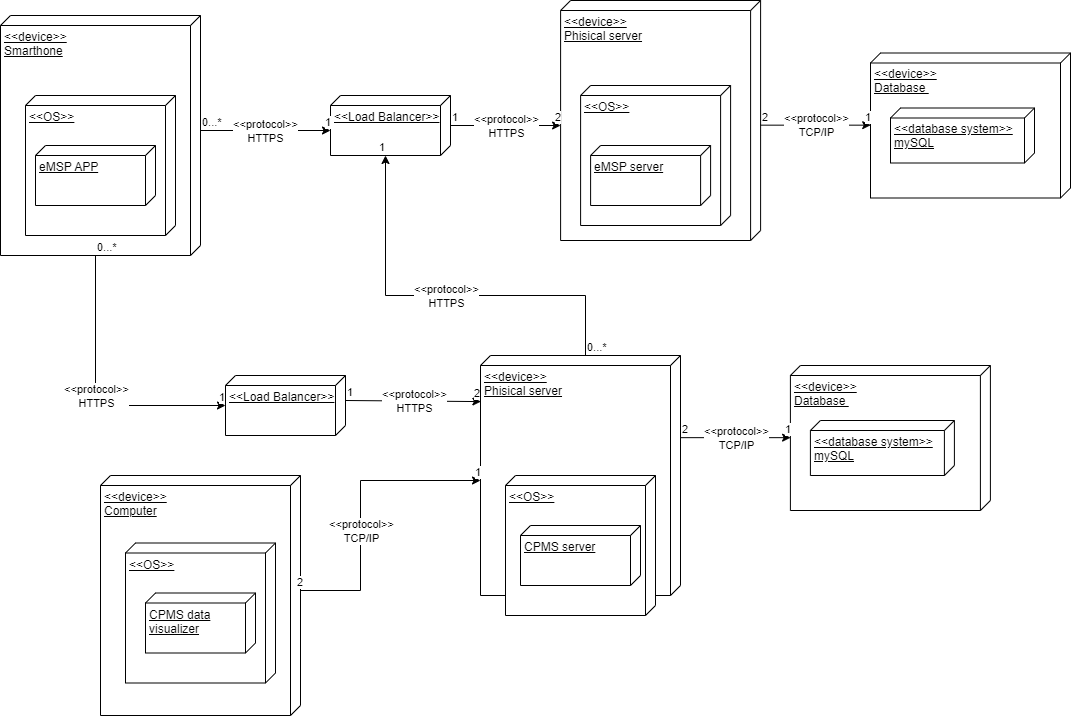 <<device>>
Smarthone
<<OS>>
eMSP APP
0...*
<<protocol>>
HTTPS
1
<<Load Balancer>>
1
1
<<protocol>>
HTTPS
2
<<device>>
Phisical server
<<OS>>
eMSP server
2
<<protocol>>
TCP/IP
1
<<device>>
Database
<<database system>>
mySQL
0...*
<<protocol>>
HTTPS
<<protocol>>
HTTPS
1
<<Load Balancer>>
1
<<protocol>>
HTTPS
2
0...*
<<device>>
Phisical server
1
<<OS>>
CPMS server
2
<<protocol>>
TCP/IP
1
<<device>>
Database
<<database system>>
mySQL
<<device>>
Computer
<<OS>>
CPMS data
visualizer
2
<<protocol>>
TCP/IP